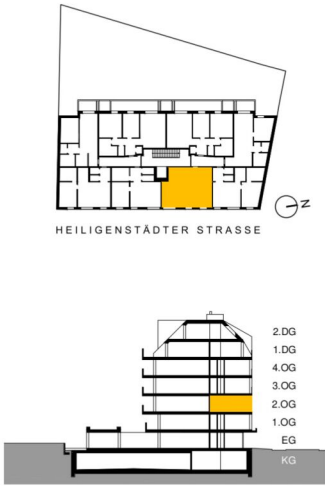 N
HEILIGENSTÄDTER STRASSE
2.DG
1.DG
4.OG
3.OG
2.OG
1.OG
EG
KG